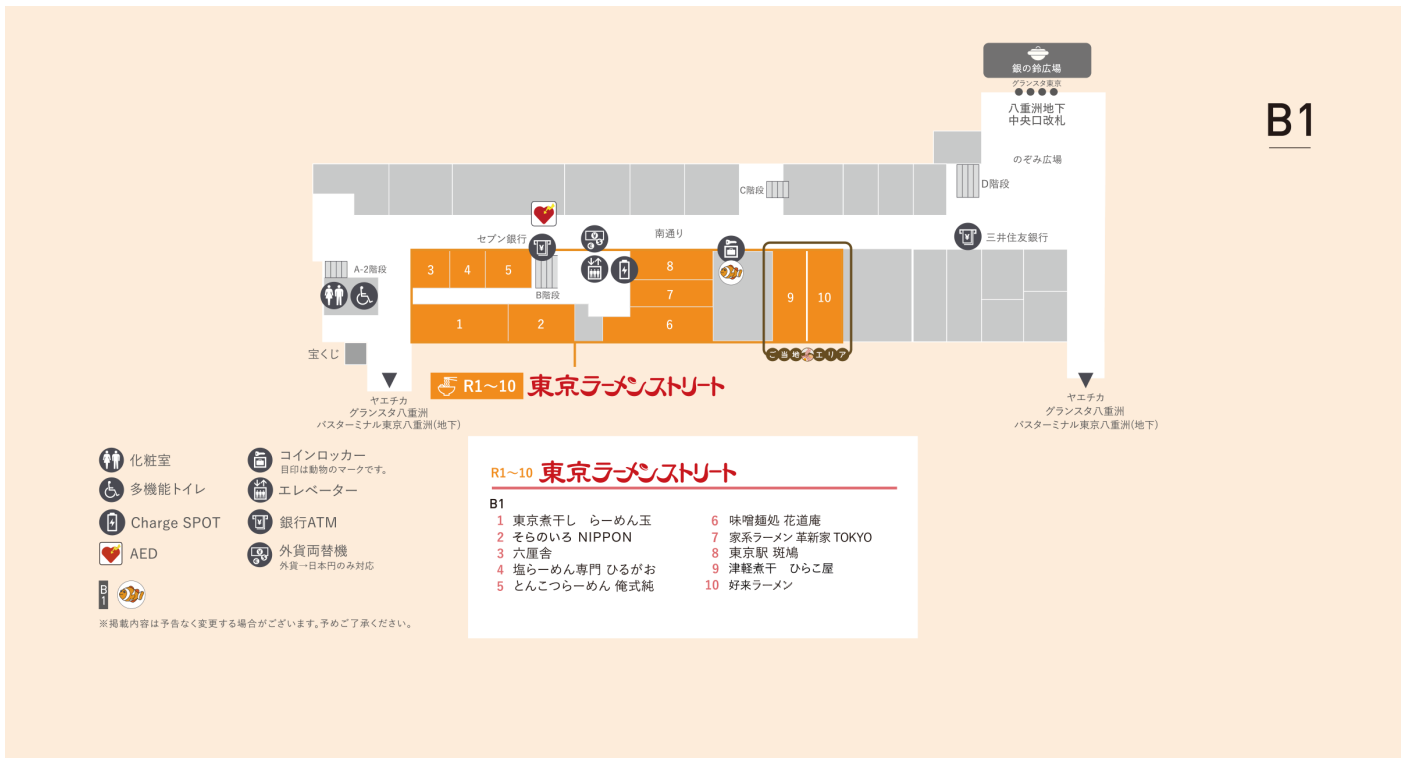 銀の鈴広場
グランスタ東京
八重洲地下
中央口改札
B1
のぞみ広場
C階段
D階段
セブン銀行
南通り
三井住友銀行
A-2階段
3
4
5
B階段
8
7
6
9
10
1
2
ご当地エリア
宝くじ
R1〜10 東京ラーメンストリート
ヤエチカ
グランスタ八重洲
バスターミナル東京八重洲(地下)
ヤエチカ
グランスタ八重洲
バスターミナル東京八重洲(地下)
化粧室
多機能トイレ
Charge SPOT
AED
B1
コインロッカー
目印は動物のマークです。
エレベーター
銀行ATM
外貨両替機
外貨→日本円のみ対応
※掲載内容は予告なく変更する場合がございます。予めご了承ください。
R1〜10 東京ラーメンストリート
B1
1 東京煮干し らーめん玉
2 そらのいろ NIPPON
3 六厘舎
4 塩らーめん専門 ひるがお
5 とんこつらーめん 俺式純
6 味噌麺処 花道庵
7 家系ラーメン 革新家 TOKYO
8 東京駅 斑鳩
9 津軽煮干 ひらこ屋
10 好来ラーメン